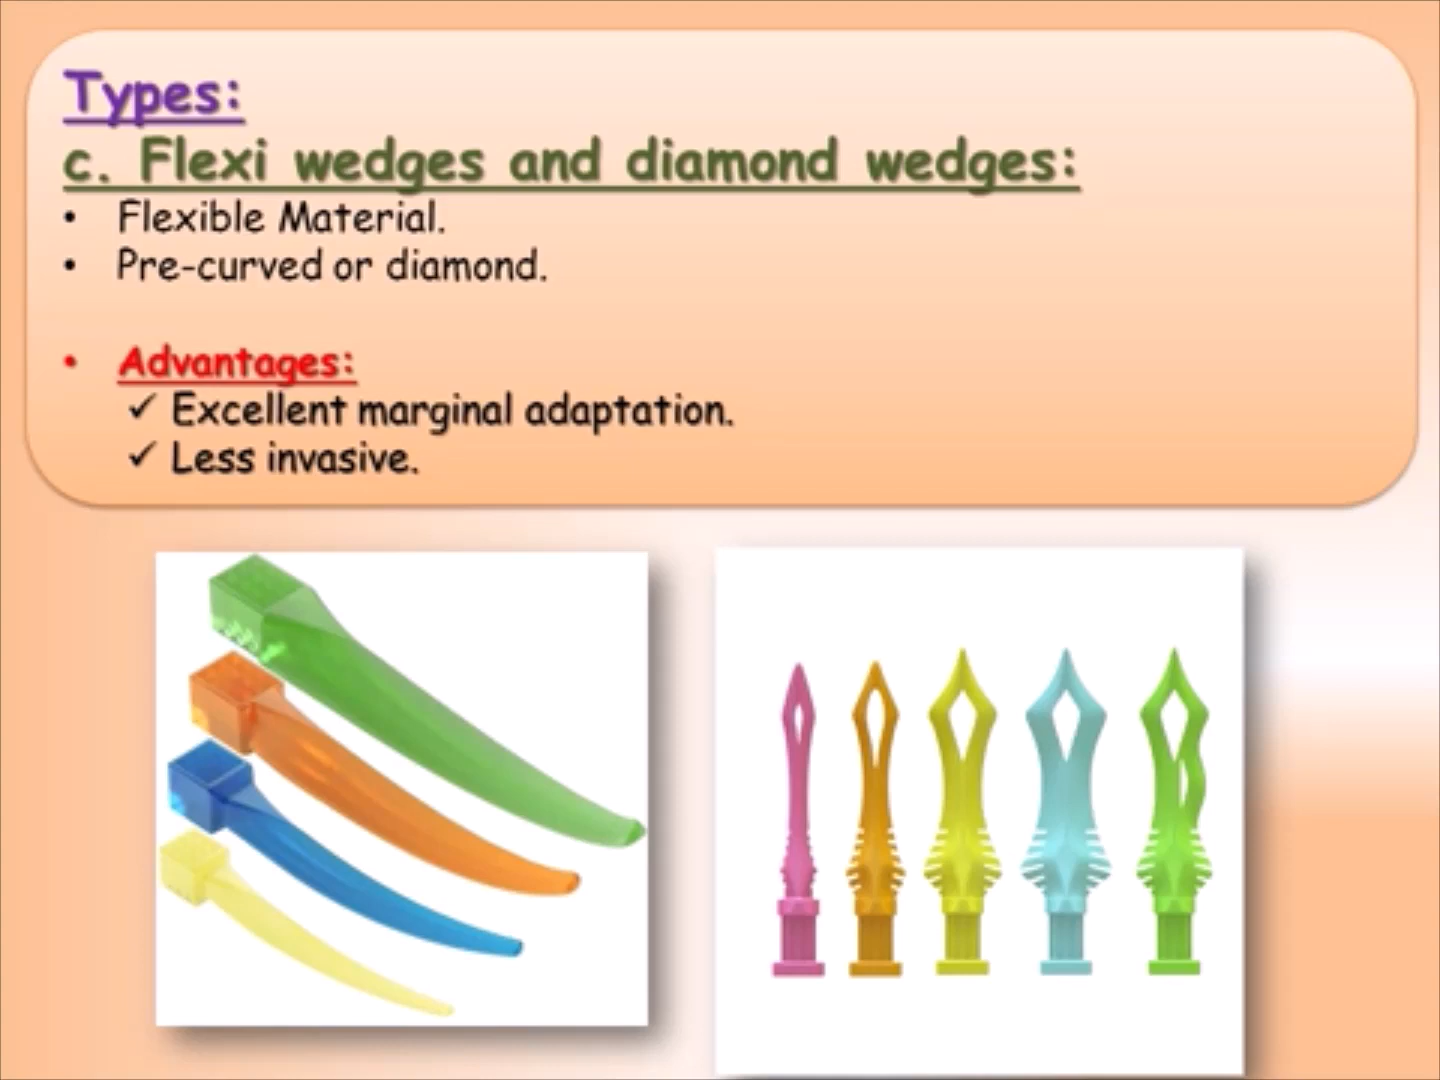 Types:
c. Flexi wedges and diamond wedges:
• Flexible Material.
• Pre-curved or diamond.
• Advantages:
✓ Excellent marginal adaptation.
✓ Less invasive.